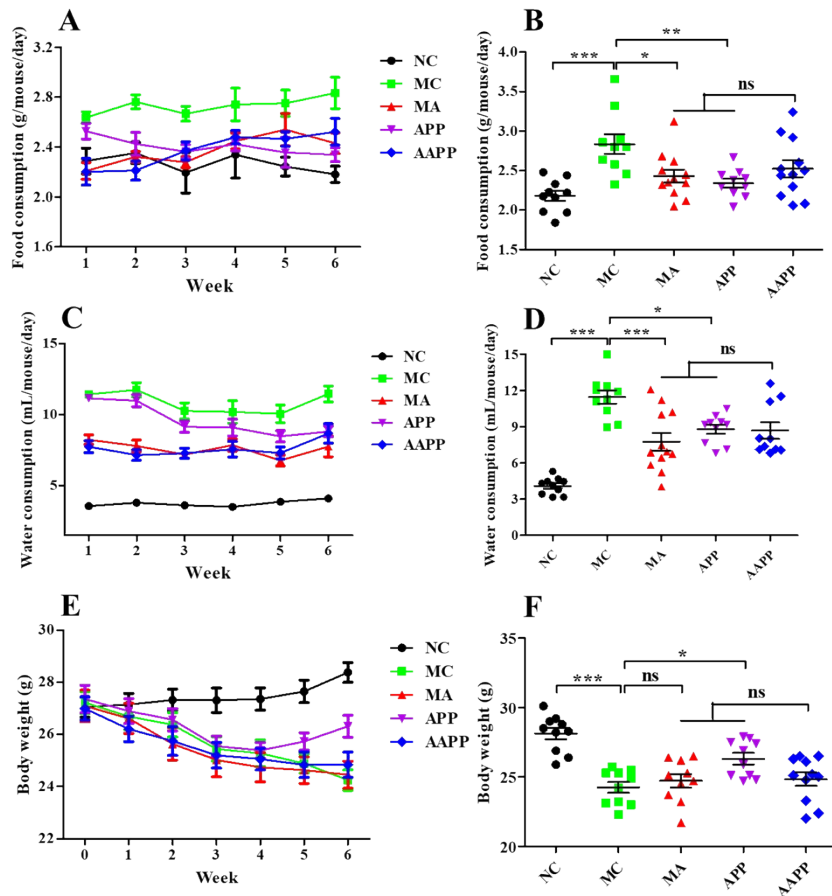 A
Food consumption (g/mouse/day)
3.2
2.8
2.4
2.0
1.6
1 2 3 4 5 6
Week
NC
MC
MA
APP
AAPP
B
Food consumption (g/mouse/day)
4.0
3.5
3.0
2.5
2.0
1.5
*** * ** ns
NC MC MA APP AAPP
C
Water consumption (mL/mouse/day)
15
10
5
1 2 3 4 5 6
Week
NC
MC
MA
APP
AAPP
D
Water consumption (mL/mouse/day)
15
12
9
6
3
0
*** *** * ns
NC MC MA APP AAPP
E
Body weight (g)
30
28
26
24
22
0 1 2 3 4 5 6
Week
NC
MC
MA
APP
AAPP
F
Body weight (g)
35
30
25
20
*** ns * ns
NC MC MA APP AAPP